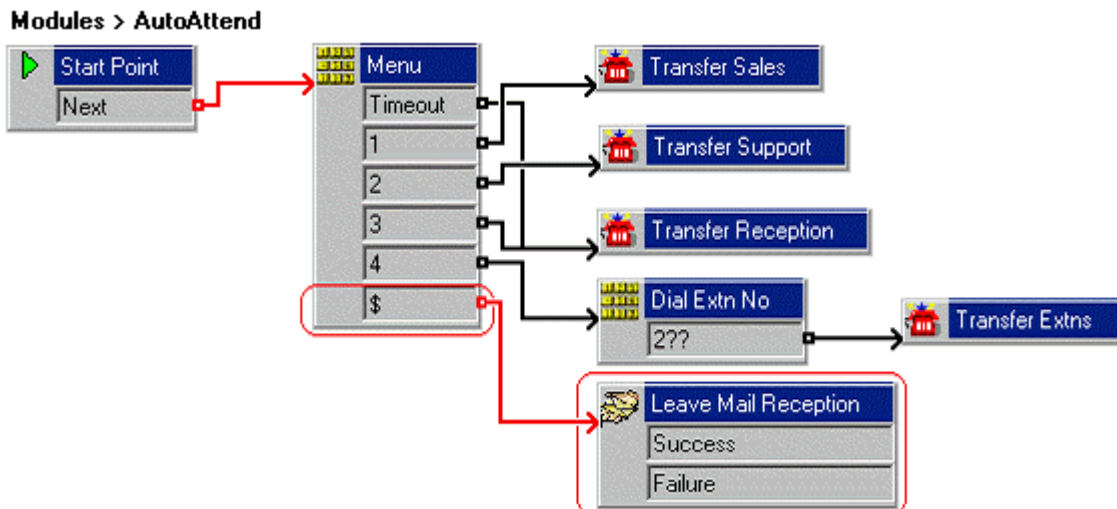 Modules > AutoAttend
Start Point
Next
Menu
Timeout
1
2
3
4
$
Transfer Sales
Transfer Support
Transfer Reception
Dial Extn No
2??
Transfer Extns
Leave Mail Reception
Success
Failure